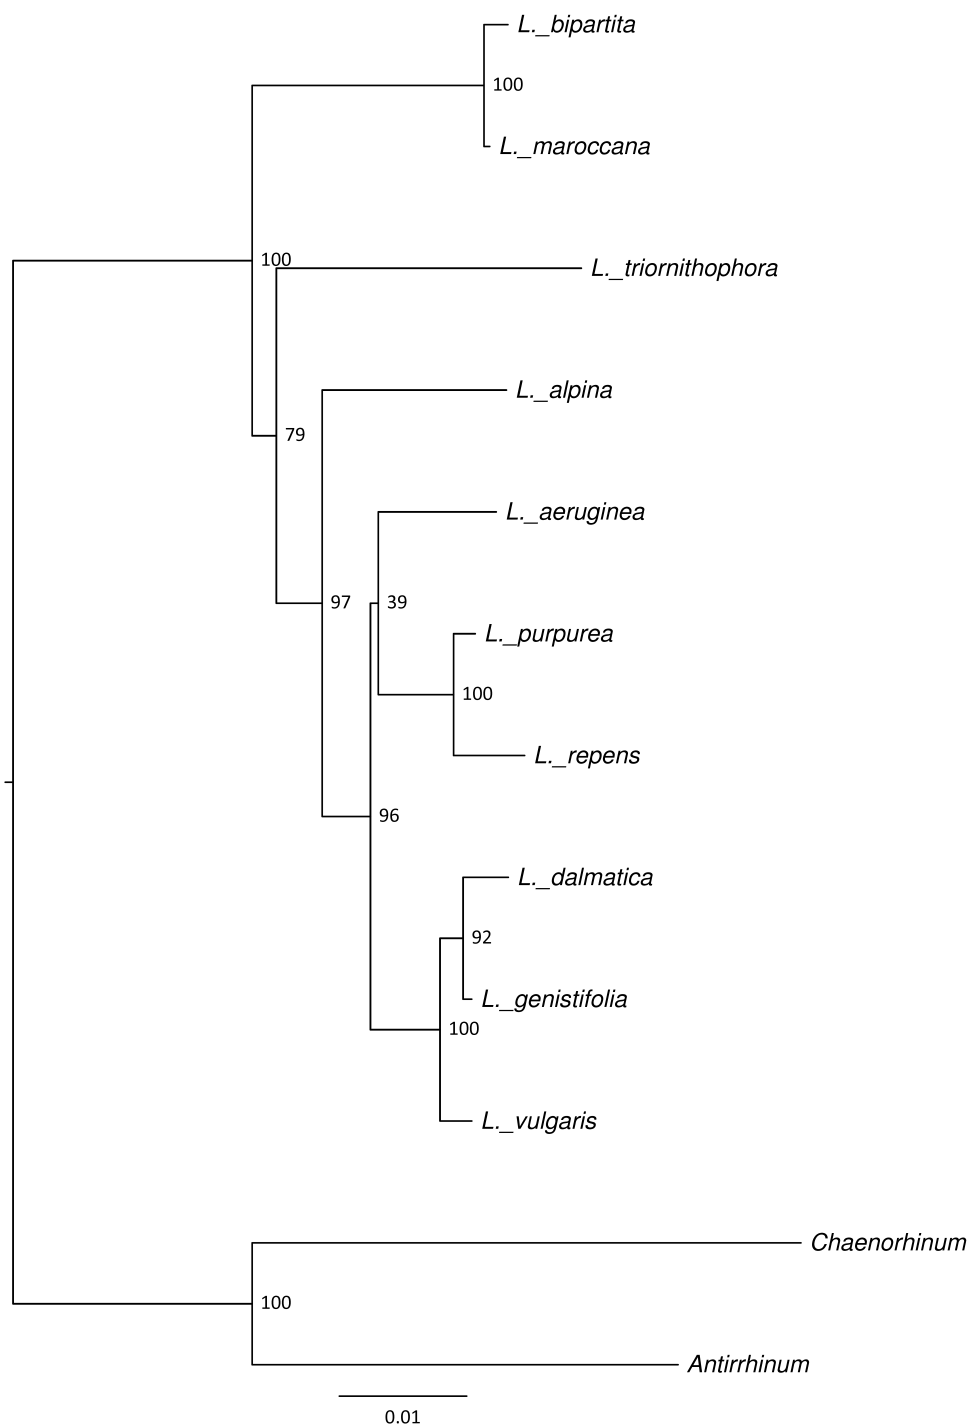 L._bipartita
100
L._maroccana
100
L._triornithophora
L._alpina
79
L._aeruginea
97
39
L._purpurea
100
L._repens
96
L._dalmatica
92
L._genistifolia
100
L._vulgaris
Chaenorhinum
100
Antirrhinum
0.01